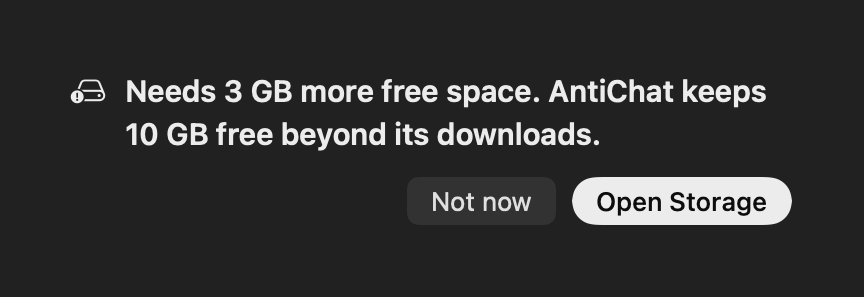 Needs 3 GB more free space. AntiChat keeps
10 GB free beyond its downloads.
Not now
Open Storage